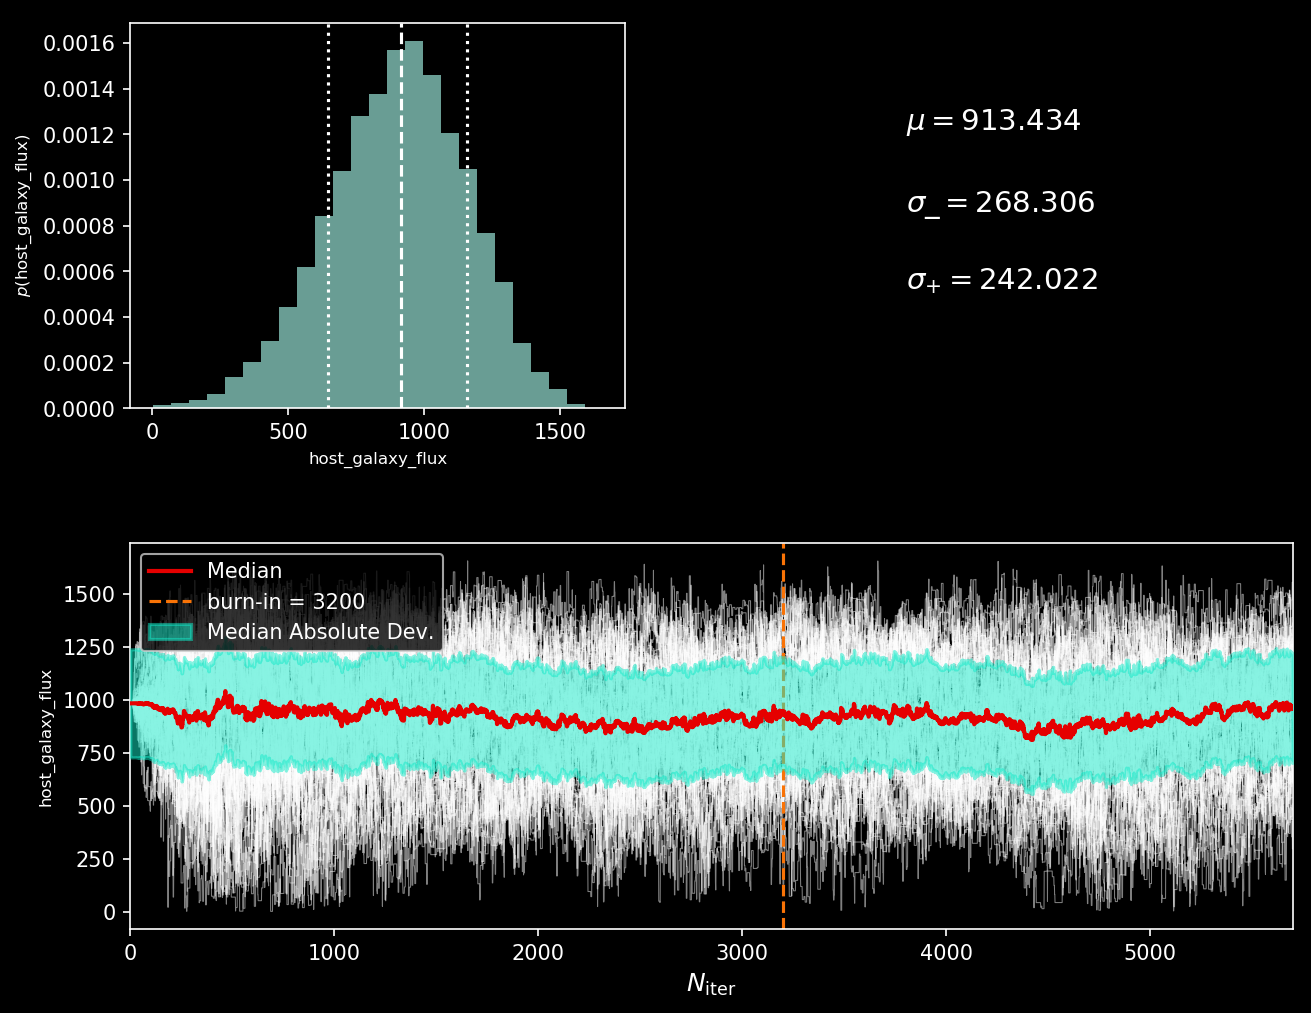 0.0016
0.0014
0.0012
0.0010
0.0008
0.0006
0.0004
0.0002
0.0000
p(host_galaxy_flux)
0 500 1000 1500
host_galaxy_flux
μ = 913.434
σ₋ = 268.306
σ₊ = 242.022
Median
burn-in = 3200
Median Absolute Dev.
1500
1250
1000
750
500
250
0
host_galaxy_flux
0 1000 2000 3000 4000 5000
N_iter